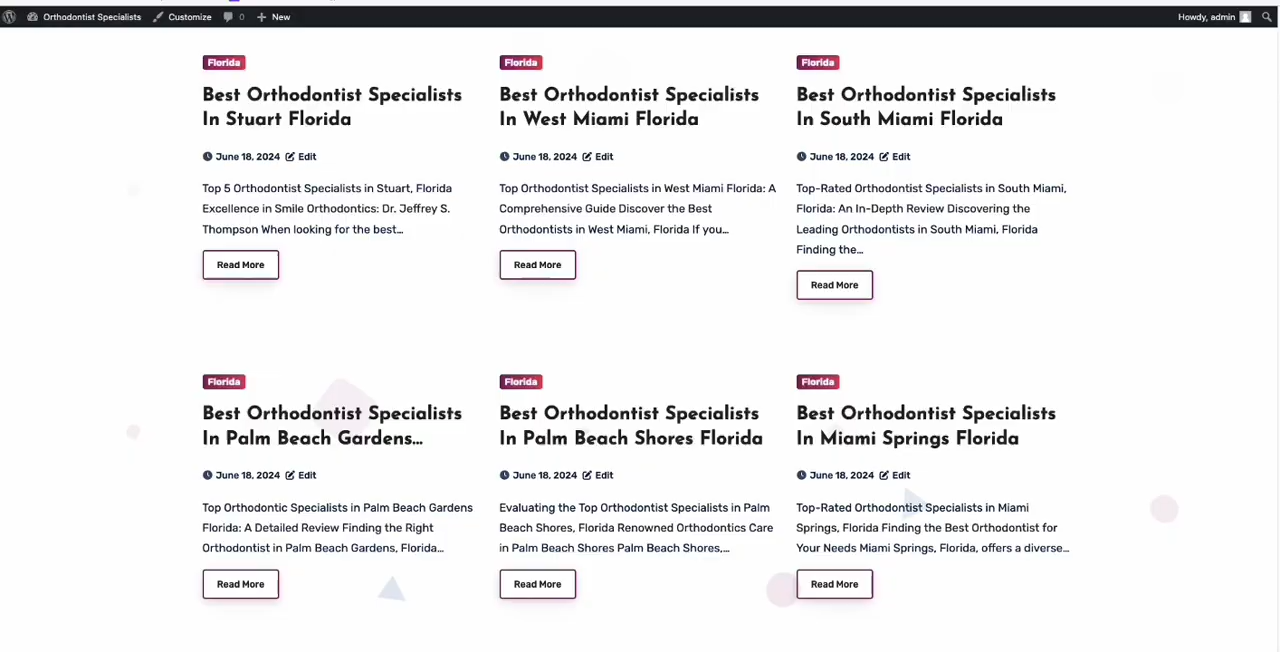 Orthodontist Specialists Customize 0 New Howdy, admin
Florida
Best Orthodontist Specialists
In Stuart Florida
June 18, 2024 Edit
Top 5 Orthodontist Specialists in Stuart, Florida
Excellence in Smile Orthodontics: Dr. Jeffrey S.
Thompson When looking for the best…
Read More
Florida
Best Orthodontist Specialists
In West Miami Florida
June 18, 2024 Edit
Top Orthodontist Specialists in West Miami Florida: A
Comprehensive Guide Discover the Best
Orthodontists in West Miami, Florida If you…
Read More
Florida
Best Orthodontist Specialists
In South Miami Florida
June 18, 2024 Edit
Top-Rated Orthodontist Specialists in South Miami,
Florida: An In-Depth Review Discovering the
Leading Orthodontists in South Miami, Florida
Finding the…
Read More
Florida
Best Orthodontist Specialists
In Palm Beach Gardens…
June 18, 2024 Edit
Top Orthodontic Specialists in Palm Beach Gardens
Florida: A Detailed Review Finding the Right
Orthodontist in Palm Beach Gardens, Florida…
Read More
Florida
Best Orthodontist Specialists
In Palm Beach Shores Florida
June 18, 2024 Edit
Evaluating the Top Orthodontist Specialists in Palm
Beach Shores, Florida Renowned Orthodontics Care
in Palm Beach Shores Palm Beach Shores,…
Read More
Florida
Best Orthodontist Specialists
In Miami Springs Florida
June 18, 2024 Edit
Top-Rated Orthodontist Specialists in Miami
Springs, Florida Finding the Best Orthodontist for
Your Needs Miami Springs, Florida, offers a diverse…
Read More